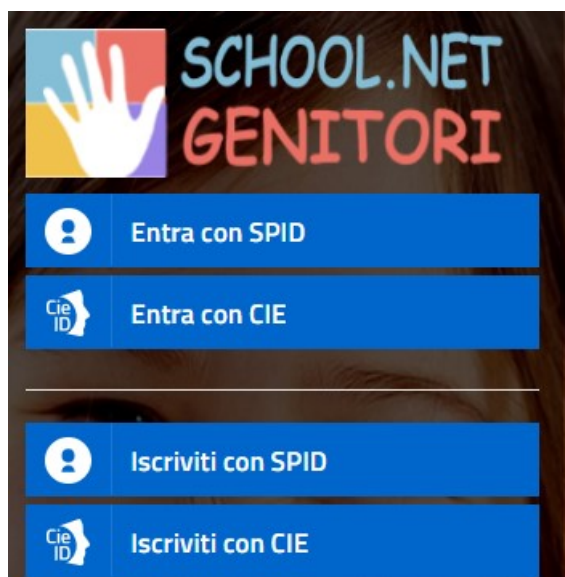 SCHOOL.NET
GENITORI
Entra con SPID
Cie
ID
Entra con CIE
Iscriviti con SPID
Cie
ID
Iscriviti con CIE